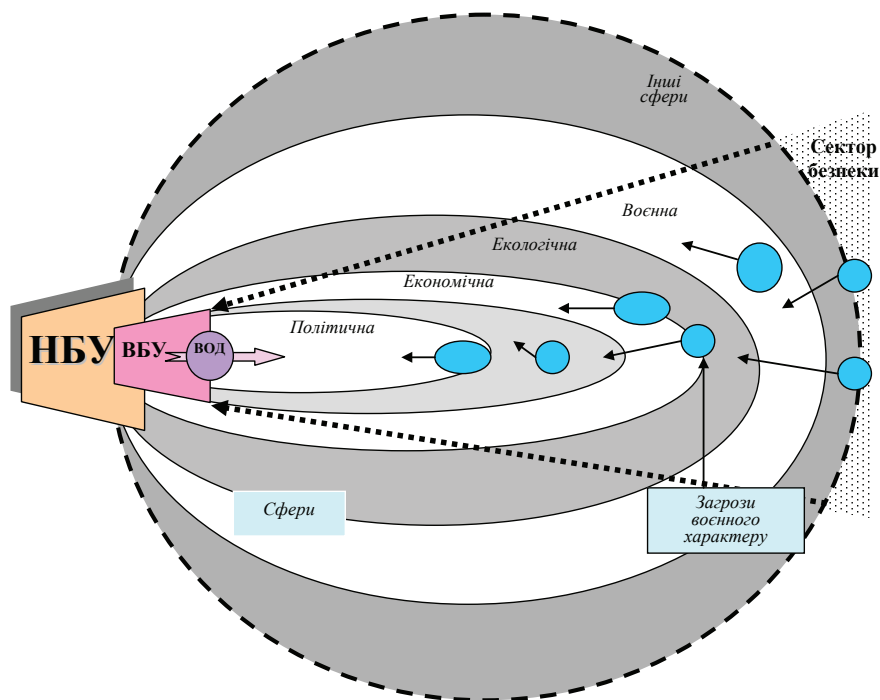 Інші
сфери
Сектор
безпеки
Воєнна
Екологічна
Економічна
Політична
НБУ
ВБУ
ВОД
Сфери
Загрози
воєнного
характеру